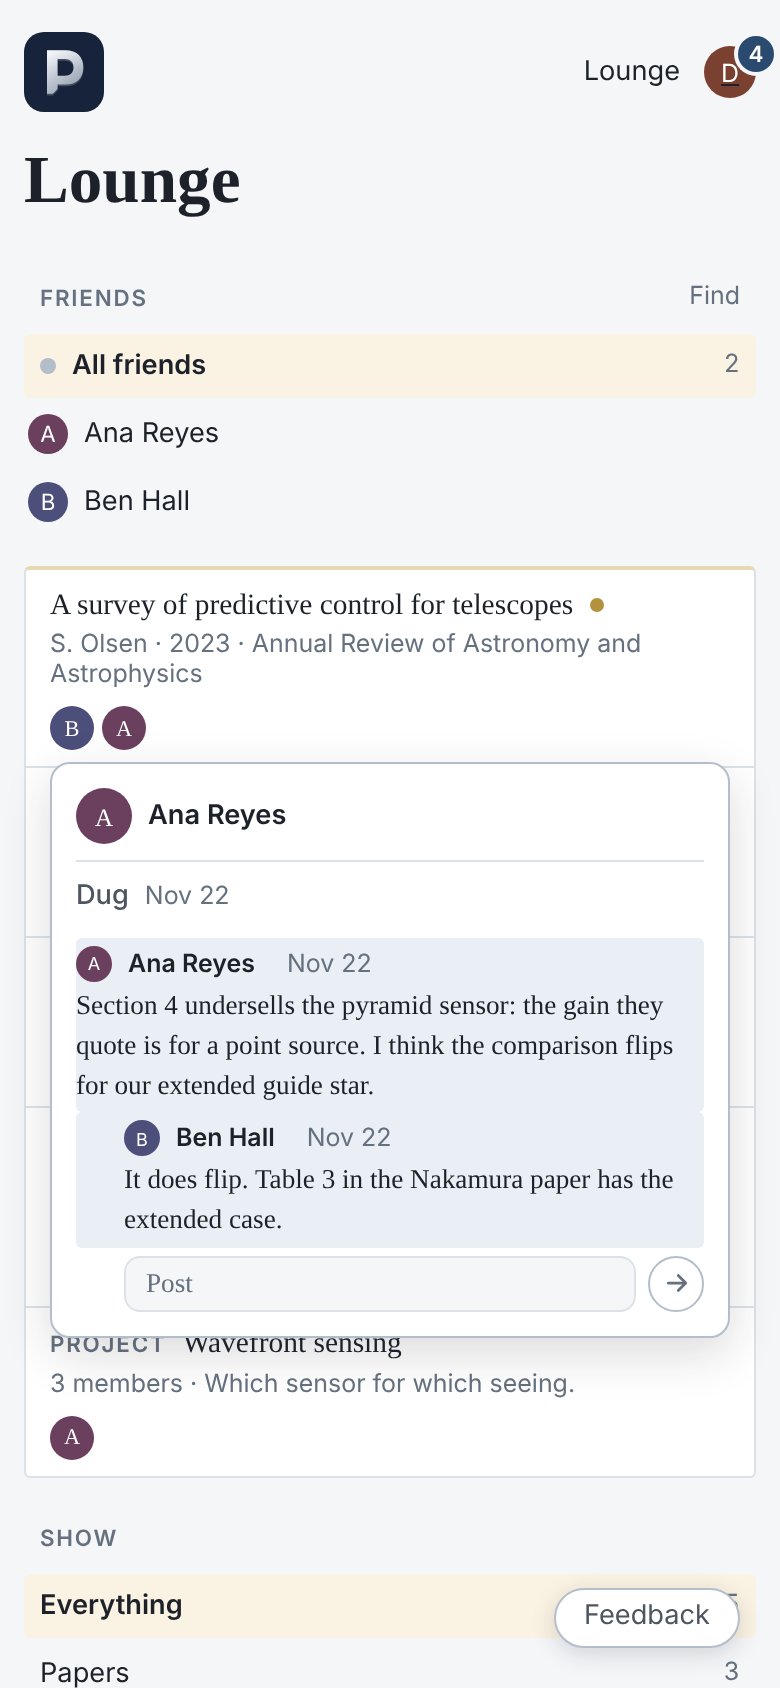 P
Lounge
D
4
Lounge
FRIENDS
Find
All friends
2
A
Ana Reyes
B
Ben Hall
A survey of predictive control for telescopes
S. Olsen · 2023 · Annual Review of Astronomy and
Astrophysics
B
A
A
Ana Reyes
Dug Nov 22
A
Ana Reyes Nov 22
Section 4 undersells the pyramid sensor: the gain they
quote is for a point source. I think the comparison flips
for our extended guide star.
B
Ben Hall Nov 22
It does flip. Table 3 in the Nakamura paper has the
extended case.
Post
PROJECT Wavefront sensing
3 members · Which sensor for which seeing.
A
SHOW
Everything
Feedback
Papers
3